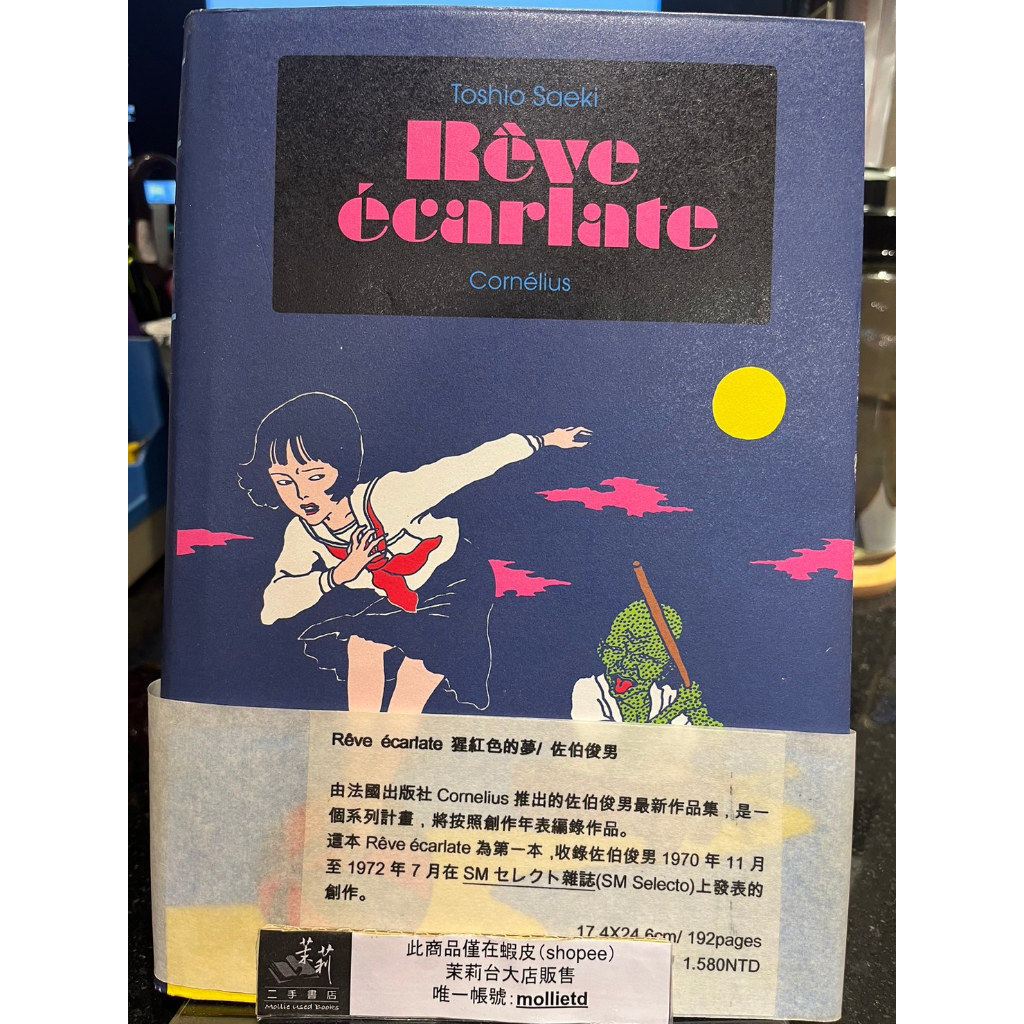 Toshio Saeki
Rêve
écarlate
Cornélius
Rêve écarlate 猩紅色的夢/ 佐伯俊男
由法國出版社 Cornelius 推出的佐伯俊男最新作品集，是一
個系列計畫，將按照創作年表編錄作品。
這本 Rêve écarlate 為第一本 ,收錄佐伯俊男 1970 年 11 月
至 1972 年 7 月在 SM セレクト雜誌(SM Selecto)上發表的
創作。
17.4X24.6cm/ 192pages
1.580NTD
茉莉
二手書店
Mollie Used Books
此商品僅在蝦皮(shopee)
茉莉台大店販售
唯一帳號:mollietd